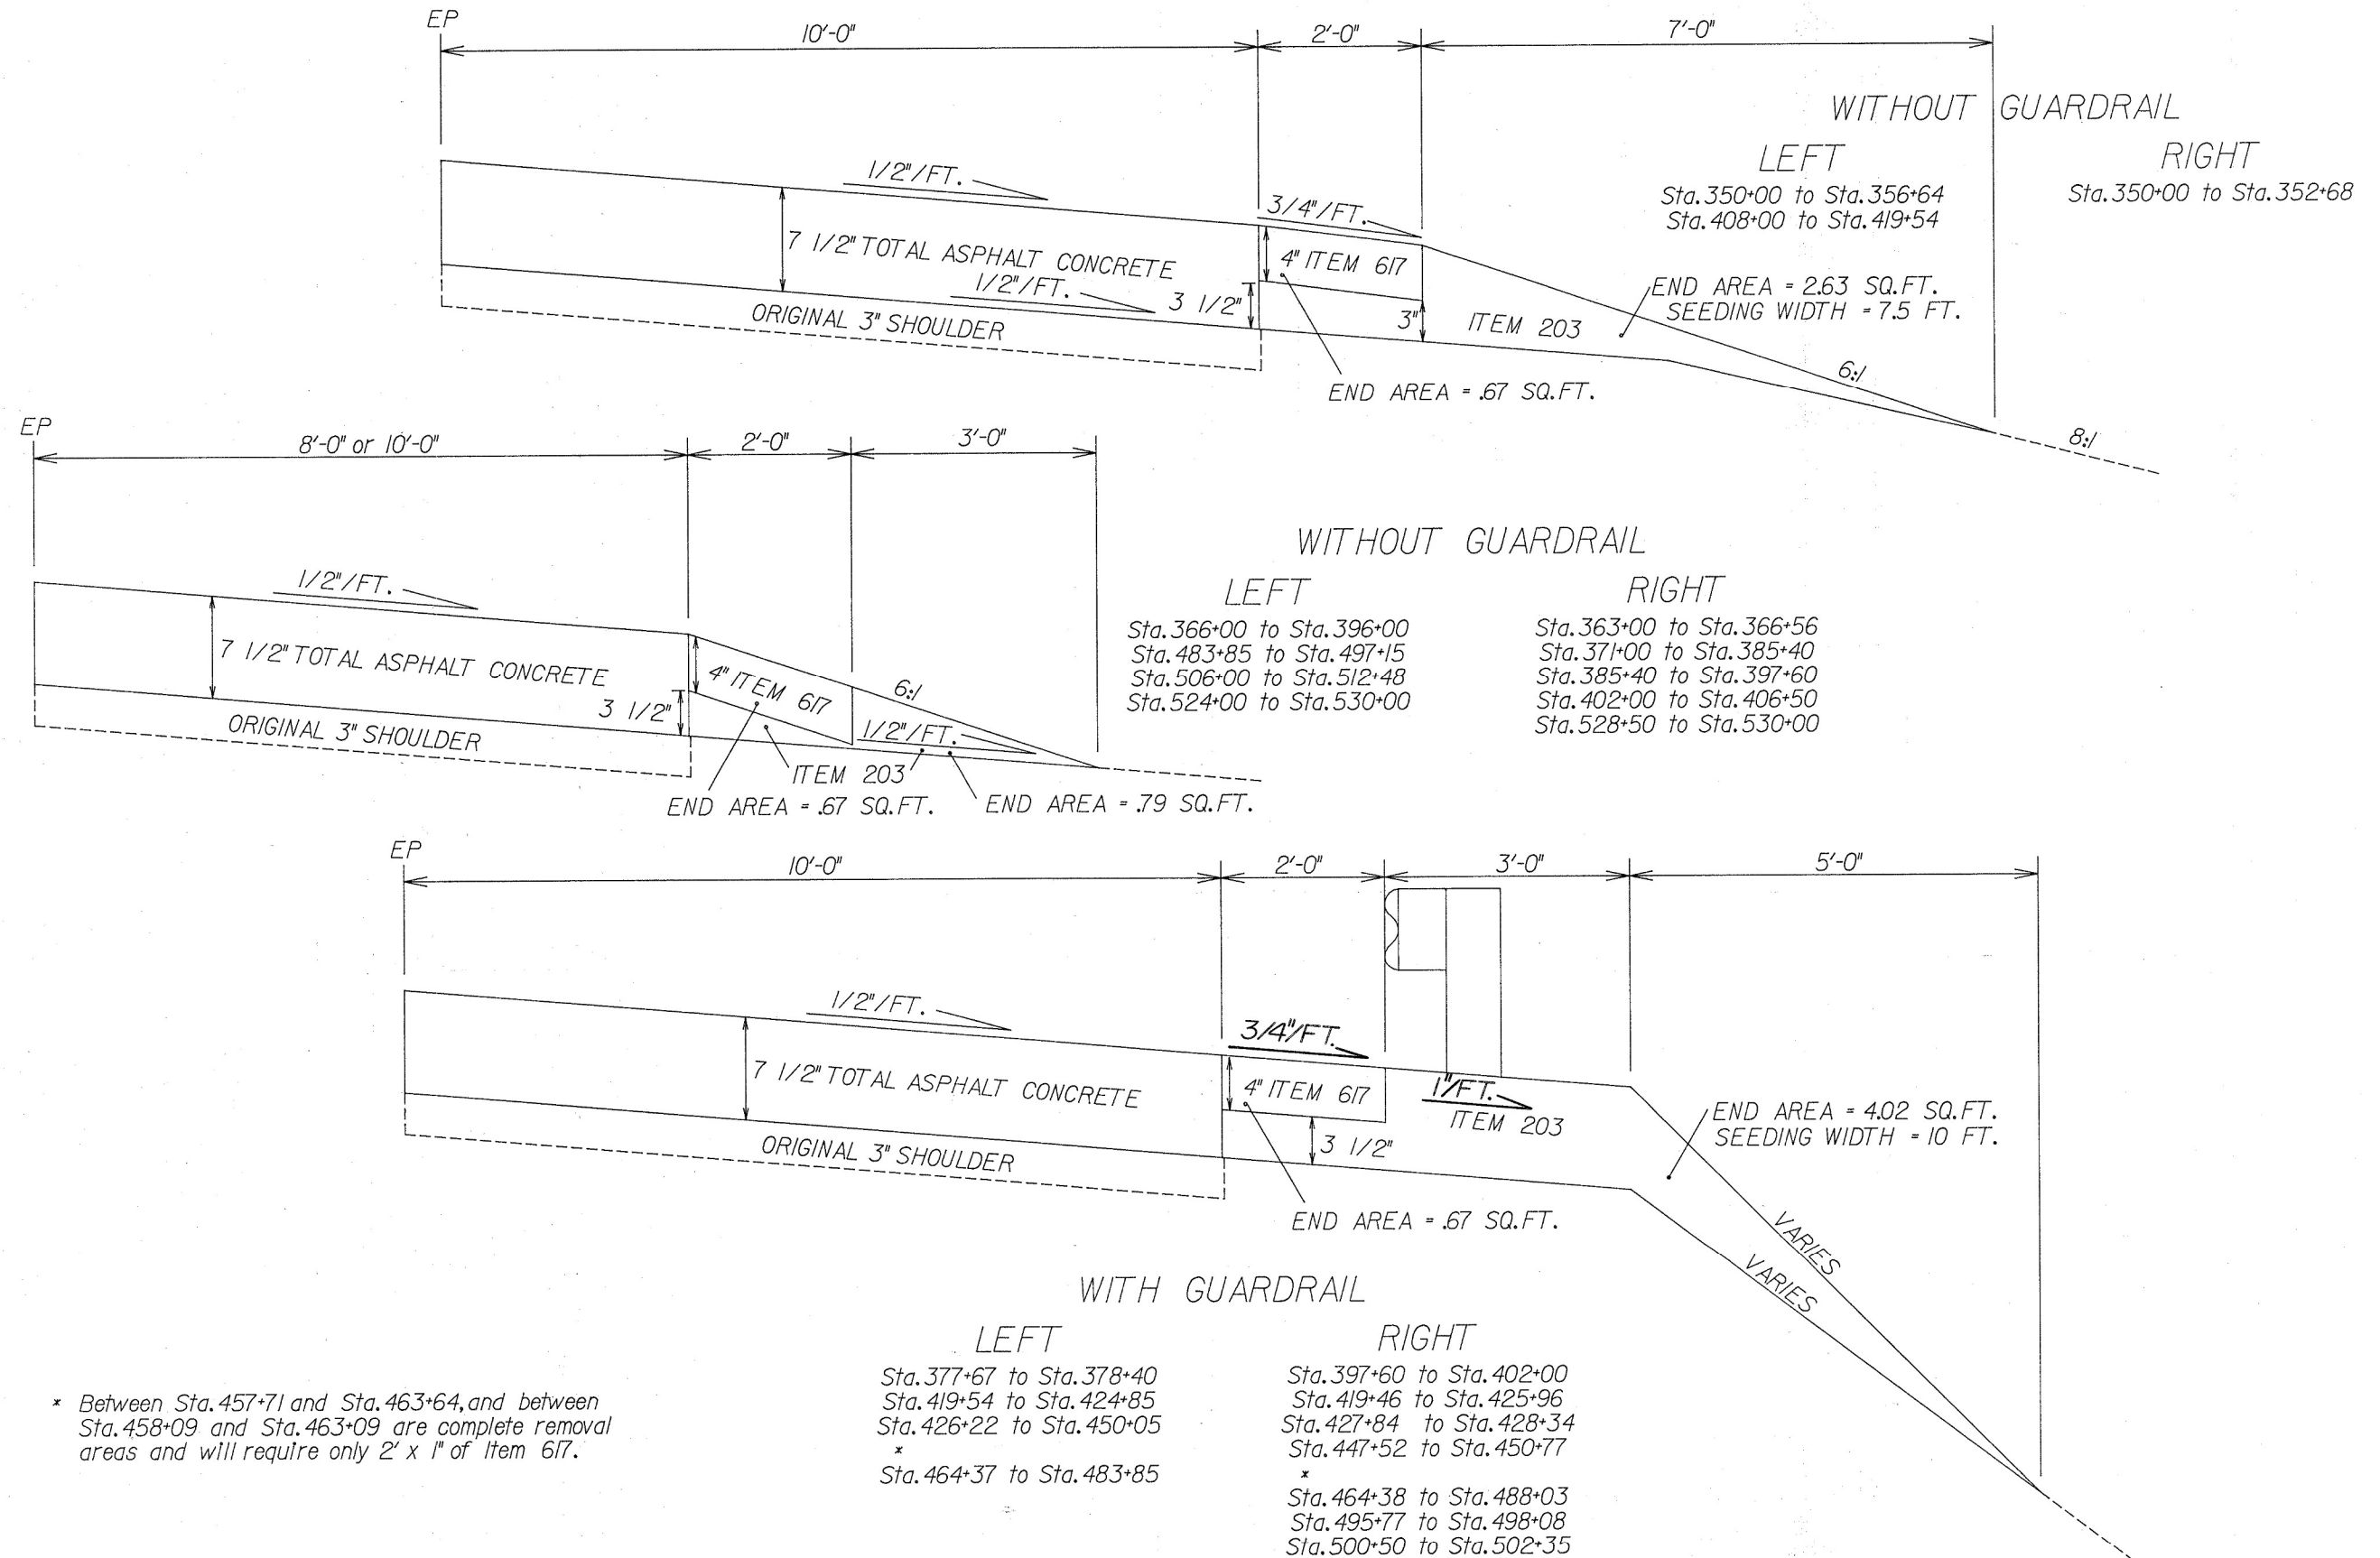 EP
10'-0"
2'-0"
7'-0"
WITHOUT GUARDRAIL
LEFT
Sta.350+00 to Sta.356+64
Sta.408+00 to Sta.419+54
RIGHT
Sta.350+00 to Sta.352+68
1/2"/FT.
3/4"/FT.
7 1/2" TOTAL ASPHALT CONCRETE
4" ITEM 617
1/2"/FT.
3 1/2"
3"
ITEM 203
END AREA = 2.63 SQ.FT.
SEEDING WIDTH = 7.5 FT.
ORIGINAL 3" SHOULDER
END AREA = .67 SQ.FT.
6:1
8:1
EP
8'-0" or 10'-0"
2'-0"
3'-0"
WITHOUT GUARDRAIL
LEFT
Sta.366+00 to Sta.396+00
Sta.483+85 to Sta.497+15
Sta.506+00 to Sta.512+48
Sta.524+00 to Sta.530+00
RIGHT
Sta.363+00 to Sta.366+56
Sta.371+00 to Sta.385+40
Sta.385+40 to Sta.397+60
Sta.402+00 to Sta.406+50
Sta.528+50 to Sta.530+00
1/2"/FT.
7 1/2" TOTAL ASPHALT CONCRETE
4" ITEM 617
6:1
3 1/2"
1/2"/FT.
ORIGINAL 3" SHOULDER
ITEM 203
END AREA = .67 SQ.FT.
END AREA = .79 SQ.FT.
EP
10'-0"
2'-0"
3'-0"
5'-0"
1/2"/FT.
3/4"/FT.
7 1/2" TOTAL ASPHALT CONCRETE
4" ITEM 617
1"/FT.
ITEM 203
3 1/2"
END AREA = 4.02 SQ.FT.
SEEDING WIDTH = 10 FT.
ORIGINAL 3" SHOULDER
END AREA = .67 SQ.FT.
VARIES
VARIES
WITH GUARDRAIL
LEFT
Sta.377+67 to Sta.378+40
Sta.419+54 to Sta.424+85
Sta.426+22 to Sta.450+05
*
Sta.464+37 to Sta.483+85
RIGHT
Sta.397+60 to Sta.402+00
Sta.419+46 to Sta.425+96
Sta.427+84 to Sta.428+34
Sta.447+52 to Sta.450+77
*
Sta.464+38 to Sta.488+03
Sta.495+77 to Sta.498+08
Sta.500+50 to Sta.502+35
* Between Sta.457+71 and Sta.463+64,and between
Sta.458+09 and Sta.463+09 are complete removal
areas and will require only 2' x 1" of Item 617.